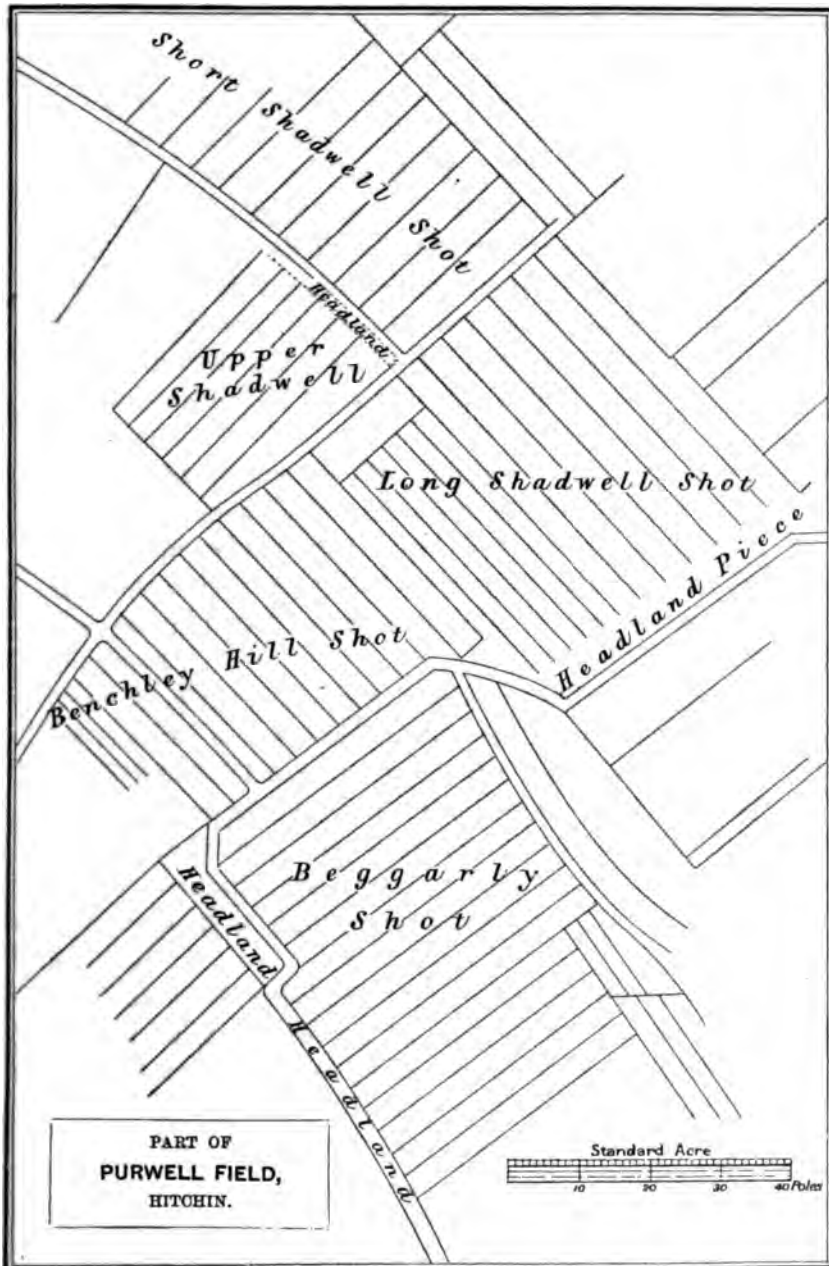 Short Shadwell Shot
Headland
Upper
Shadwell
Long Shadwell Shot
Headland Piece
Benchley Hill Shot
Beggarly
Shot
Headland
Headland
PART OF
PURWELL FIELD,
HITCHIN.
Standard Acre
10 20 30 40 Poles